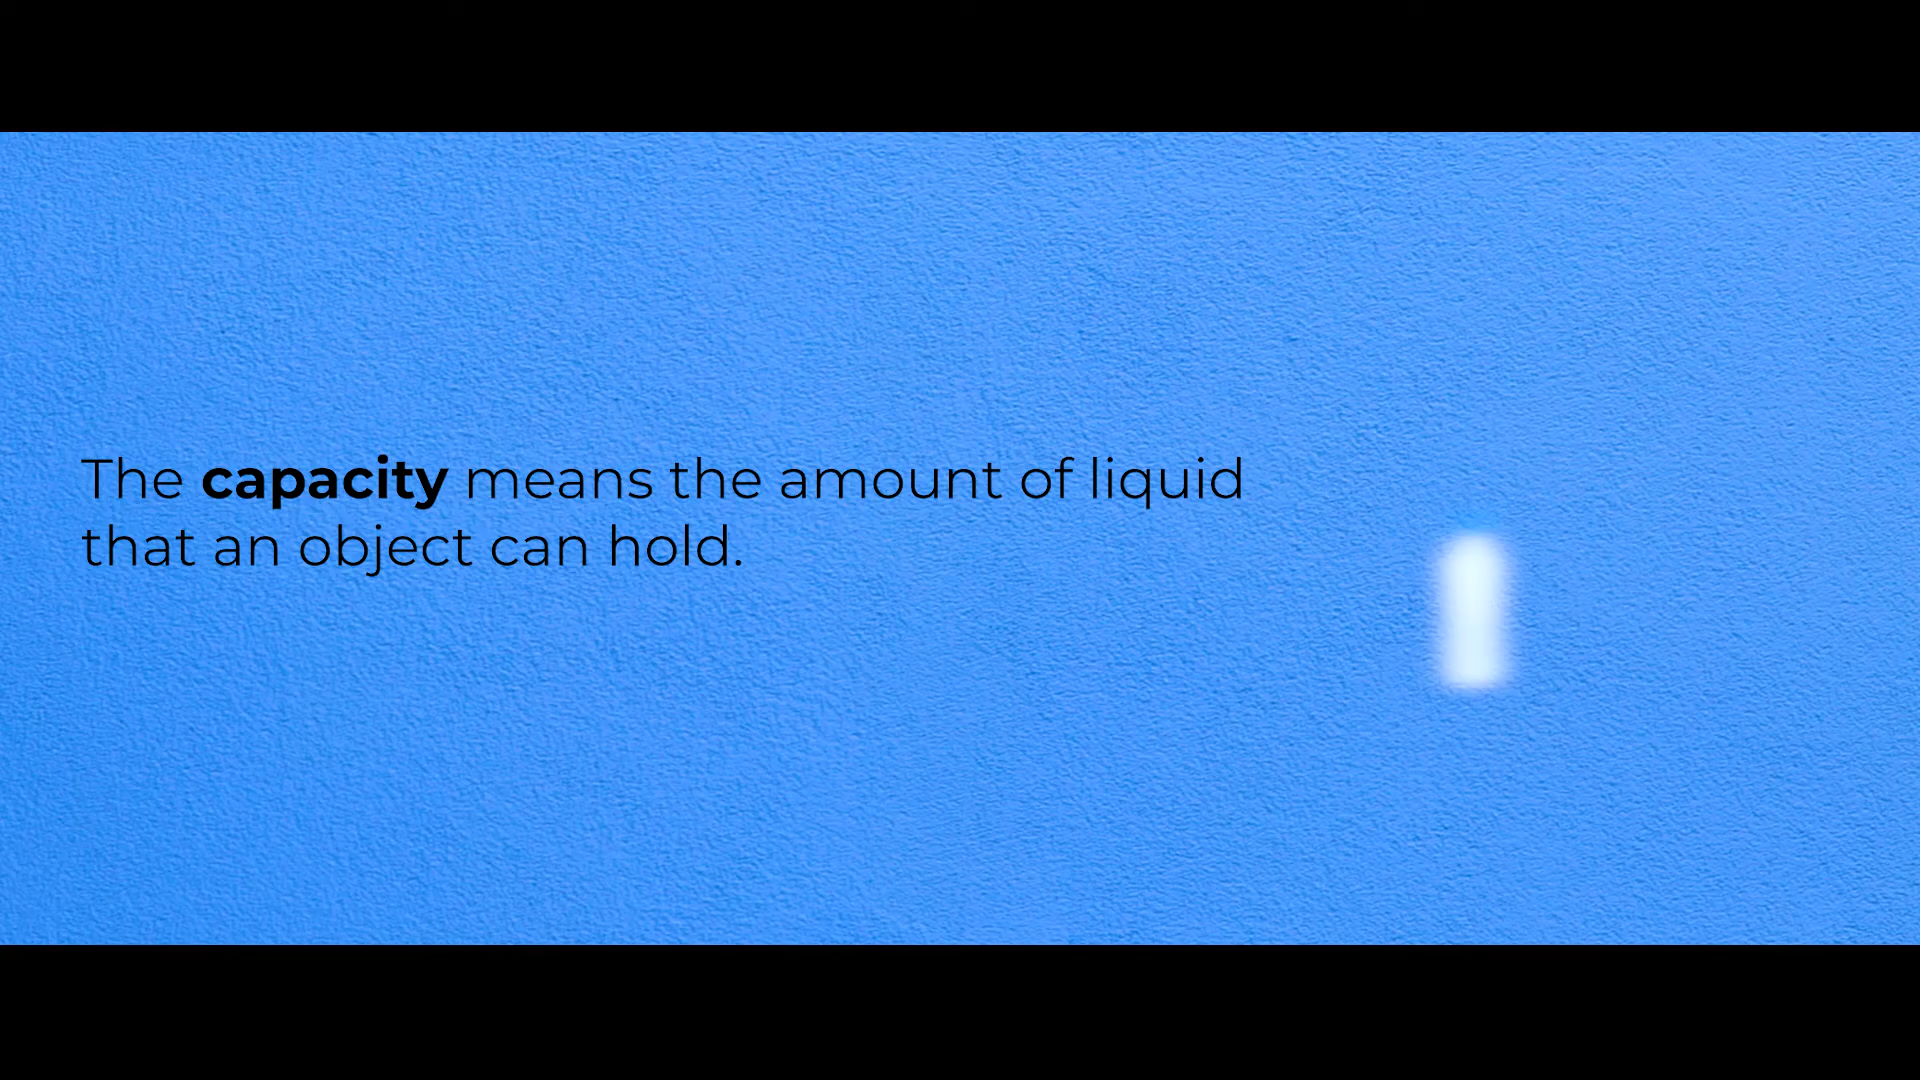 The capacity means the amount of liquid
that an object can hold.